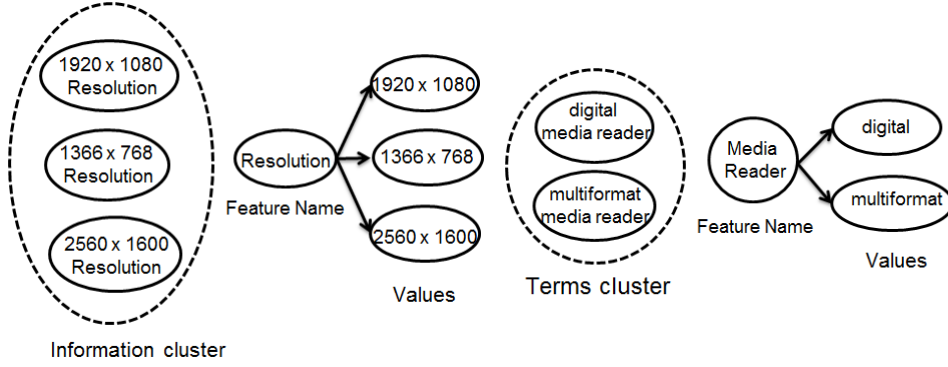 1920 x 1080
Resolution
1366 x 768
Resolution
2560 x 1600
Resolution
Information cluster
Resolution
Feature Name
1920 x 1080
1366 x 768
2560 x 1600
Values
digital
media reader
multiformat
media reader
Terms cluster
Media
Reader
Feature Name
digital
multiformat
Values